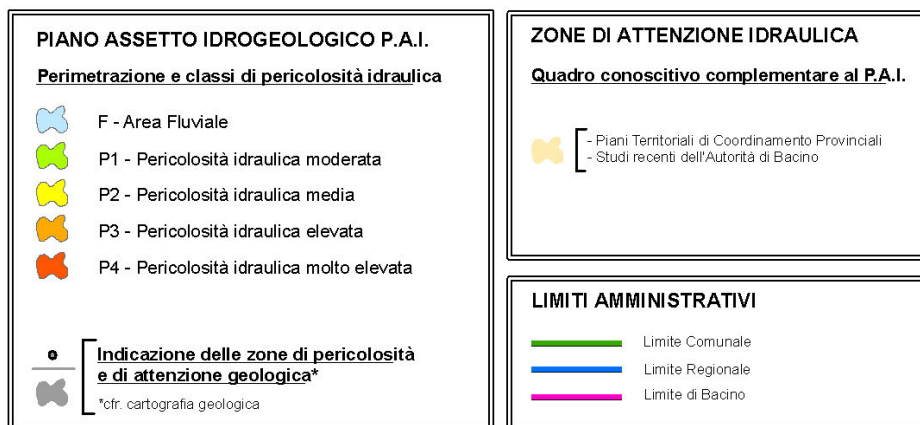 PIANO ASSETTO IDROGEOLOGICO P.A.I.
Perimetrazione e classi di pericolosità idraulica
F - Area Fluviale
P1 - Pericolosità idraulica moderata
P2 - Pericolosità idraulica media
P3 - Pericolosità idraulica elevata
P4 - Pericolosità idraulica molto elevata
Indicazione delle zone di pericolosità
e di attenzione geologica*
*cfr. cartografia geologica
ZONE DI ATTENZIONE IDRAULICA
Quadro conoscitivo complementare al P.A.I.
- Piani Territoriali di Coordinamento Provinciali
- Studi recenti dell'Autorità di Bacino
LIMITI AMMINISTRATIVI
Limite Comunale
Limite Regionale
Limite di Bacino